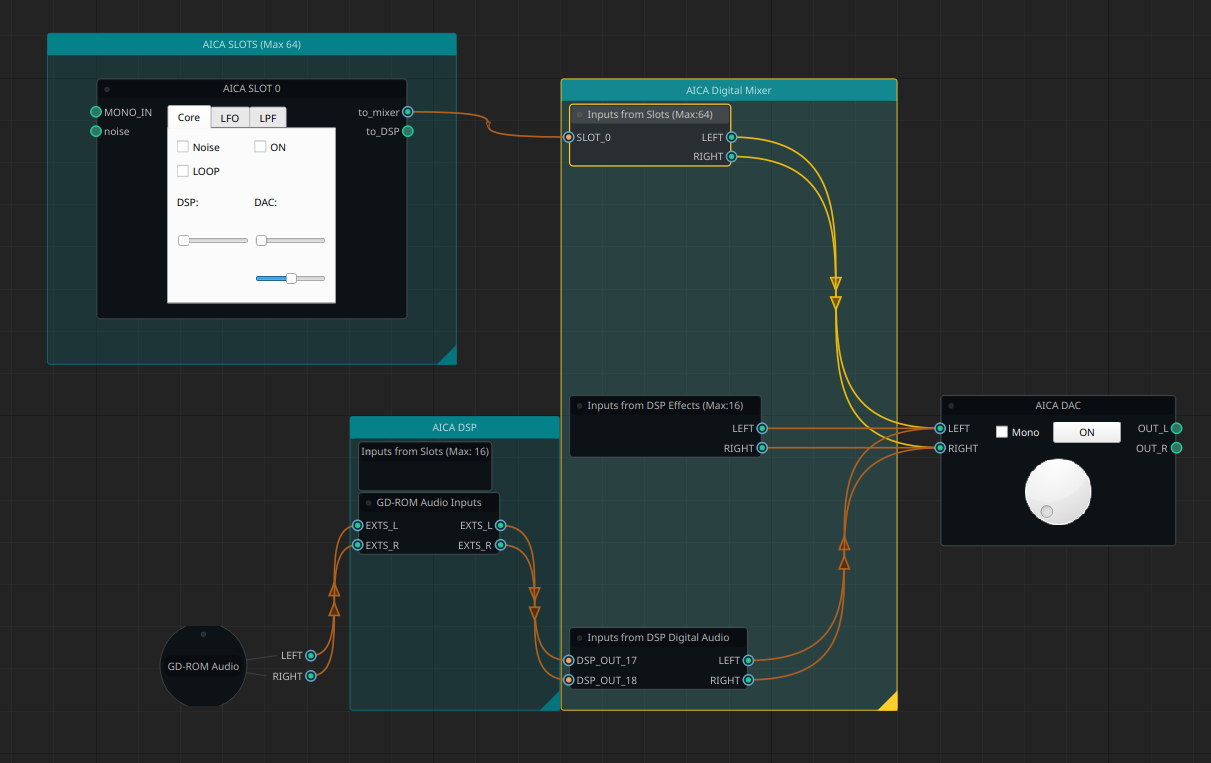 AICA SLOTS (Max 64)
AICA SLOT 0
MONO_IN
noise
Core
LFO
LPF
Noise
ON
LOOP
DSP:
DAC:
to_mixer
to_DSP
AICA Digital Mixer
Inputs from Slots (Max:64)
SLOT_0
LEFT
RIGHT
Inputs from DSP Effects (Max:16)
LEFT
RIGHT
AICA DAC
LEFT
RIGHT
Mono
ON
OUT_L
OUT_R
AICA DSP
Inputs from Slots (Max: 16)
GD-ROM Audio Inputs
EXTS_L
EXTS_L
EXTS_R
EXTS_R
GD-ROM Audio
LEFT
RIGHT
Inputs from DSP Digital Audio
DSP_OUT_17
LEFT
DSP_OUT_18
RIGHT